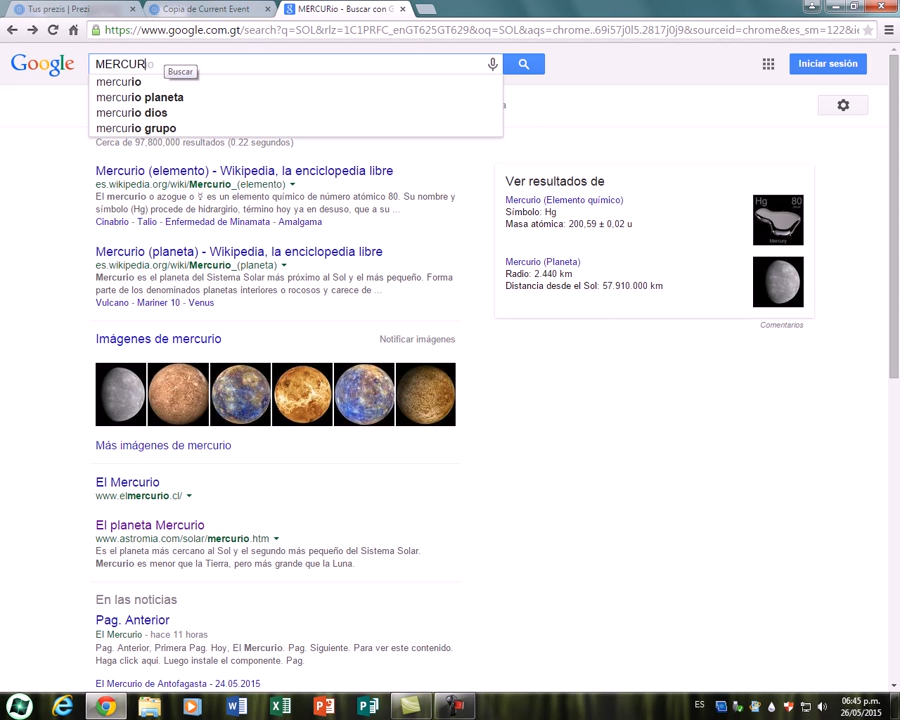 Tus prezis | Prezi
Copia de Current Event
MERCURio - Buscar con G
https://www.google.com.gt/search?q=SOL&rlz=1C1PRFC_enGT625GT629&oq=SOL&aqs=chrome..69i57j0l5.2817j0j9&sourceid=chrome&es_sm=122&ie
Google
MERCURio
Buscar
Iniciar sesión
mercurio
mercurio planeta
mercurio dios
mercurio grupo
Cerca de 97,800,000 resultados (0.22 segundos)
Mercurio (elemento) - Wikipedia, la enciclopedia libre
es.wikipedia.org/wiki/Mercurio_(elemento)
El mercurio o azogue o ☿ es un elemento químico de número atómico 80. Su nombre y
símbolo (Hg) procede de hidrargirio, término hoy ya en desuso, que a su ...
Cinabrio - Talio - Enfermedad de Minamata - Amalgama
Mercurio (planeta) - Wikipedia, la enciclopedia libre
es.wikipedia.org/wiki/Mercurio_(planeta)
Mercurio es el planeta del Sistema Solar más próximo al Sol y el más pequeño. Forma
parte de los denominados planetas interiores o rocosos y carece de ...
Vulcano - Mariner 10 - Venus
Imágenes de mercurio
Notificar imágenes
Más imágenes de mercurio
El Mercurio
www.elmercurio.cl/
El planeta Mercurio
www.astromia.com/solar/mercurio.htm
Es el planeta más cercano al Sol y el segundo más pequeño del Sistema Solar.
Mercurio es menor que la Tierra, pero más grande que la Luna.
En las noticias
Pag. Anterior
El Mercurio - hace 11 horas
Pag. Anterior, Primera Pag. Hoy, El Mercurio. Pag. Siguiente. Para ver este contenido.
Haga click aqui. Luego instale el componente. Pag.
El Mercurio de Antofagasta - 24.05.2015
Ver resultados de
Mercurio (Elemento químico)
Símbolo: Hg
Masa atómica: 200,59 ± 0,02 u
Hg 80
Mercury
Mercurio (Planeta)
Radio: 2.440 km
Distancia desde el Sol: 57.910.000 km
Comentarios
ES
06:45 p.m.
26/05/2015